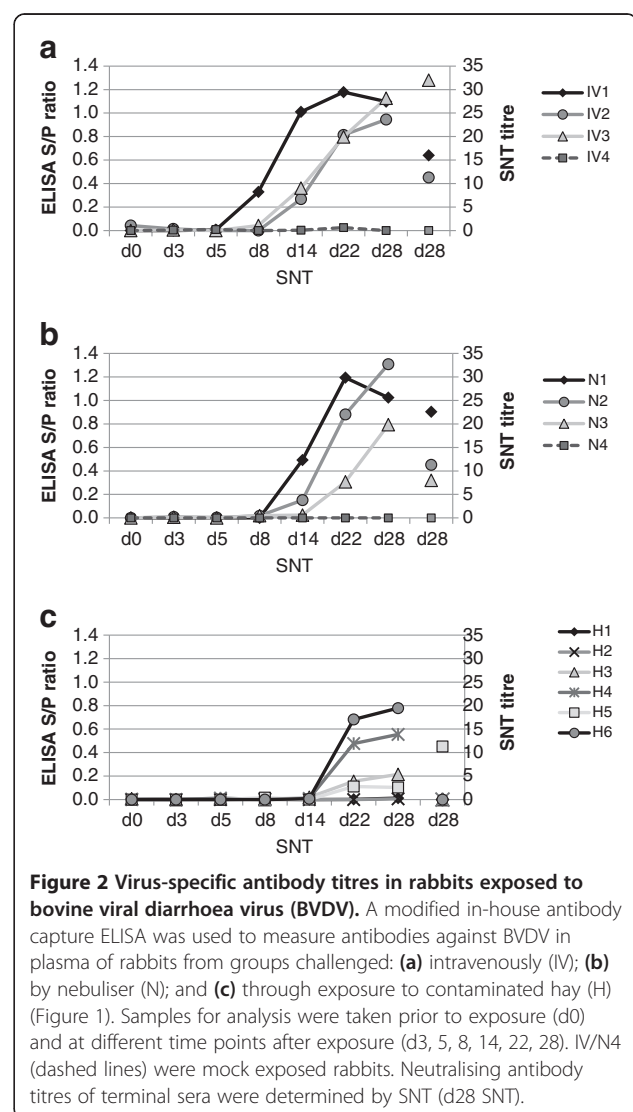 a
1.4
1.2
1.0
0.8
0.6
0.4
0.2
0.0
ELISA S/P ratio
35
30
25
20
15
10
5
0
SNT titre
d0 d3 d5 d8 d14 d22 d28 d28
SNT
IV1
IV2
IV3
IV4
b
1.4
1.2
1.0
0.8
0.6
0.4
0.2
0.0
ELISA S/P ratio
35
30
25
20
15
10
5
0
SNT titre
d0 d3 d5 d8 d14 d22 d28 d28
SNT
N1
N2
N3
N4
c
1.4
1.2
1.0
0.8
0.6
0.4
0.2
0.0
ELISA S/P ratio
35
30
25
20
15
10
5
0
SNT titre
d0 d3 d5 d8 d14 d22 d28 d28
SNT
H1
H2
H3
H4
H5
H6
Figure 2 Virus-specific antibody titres in rabbits exposed to
bovine viral diarrhoea virus (BVDV). A modified in-house antibody
capture ELISA was used to measure antibodies against BVDV in
plasma of rabbits from groups challenged: (a) intravenously (IV); (b)
by nebuliser (N); and (c) through exposure to contaminated hay (H)
(Figure 1). Samples for analysis were taken prior to exposure (d0)
and at different time points after exposure (d3, 5, 8, 14, 22, 28). IV/N4
(dashed lines) were mock exposed rabbits. Neutralising antibody
titres of terminal sera were determined by SNT (d28 SNT).